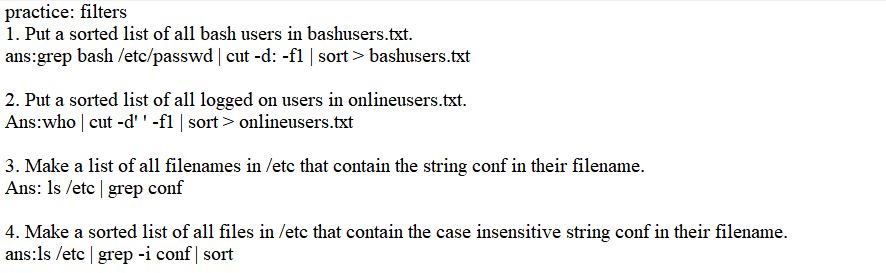 practice: filters
1. Put a sorted list of all bash users in bashusers.txt.
ans:grep bash /etc/passwd | cut -d: -f1 | sort > bashusers.txt
2. Put a sorted list of all logged on users in onlineusers.txt.
Ans:who | cut -d' ' -f1 | sort > onlineusers.txt
3. Make a list of all filenames in /etc that contain the string conf in their filename.
Ans: ls /etc | grep conf
4. Make a sorted list of all files in /etc that contain the case insensitive string conf in their filename.
ans:ls /etc | grep -i conf | sort